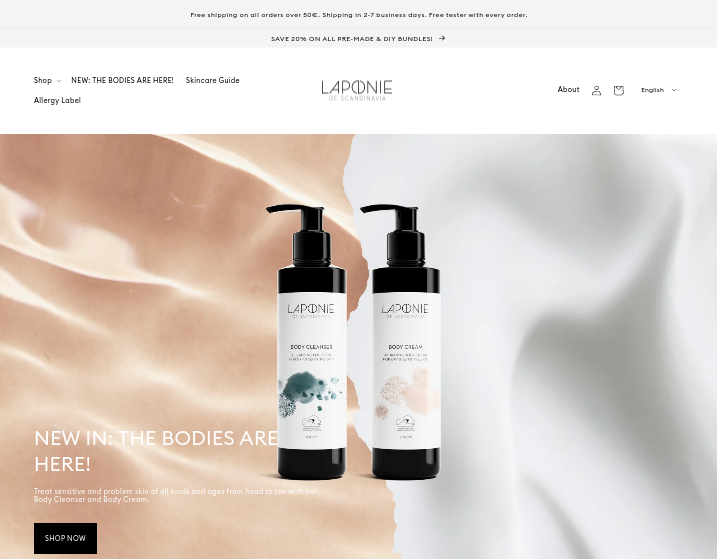 Free shipping on all orders over 50€. Shipping in 2-7 business days. Free tester with every order.
SAVE 20% ON ALL PRE-MADE & DIY BUNDLES!
Shop
NEW: THE BODIES ARE HERE!
Skincare Guide
Allergy Label
LAPONIE
OF SCANDINAVIA
About
English
LAPONIE
OF SCANDINAVIA
BODY CLEANSER
LAPONIE
OF SCANDINAVIA
BODY CREAM
NEW IN: THE BODIES ARE
HERE!
Treat sensitive and problem skin of all kinds and ages from head to toe with our
Body Cleanser and Body Cream.
SHOP NOW